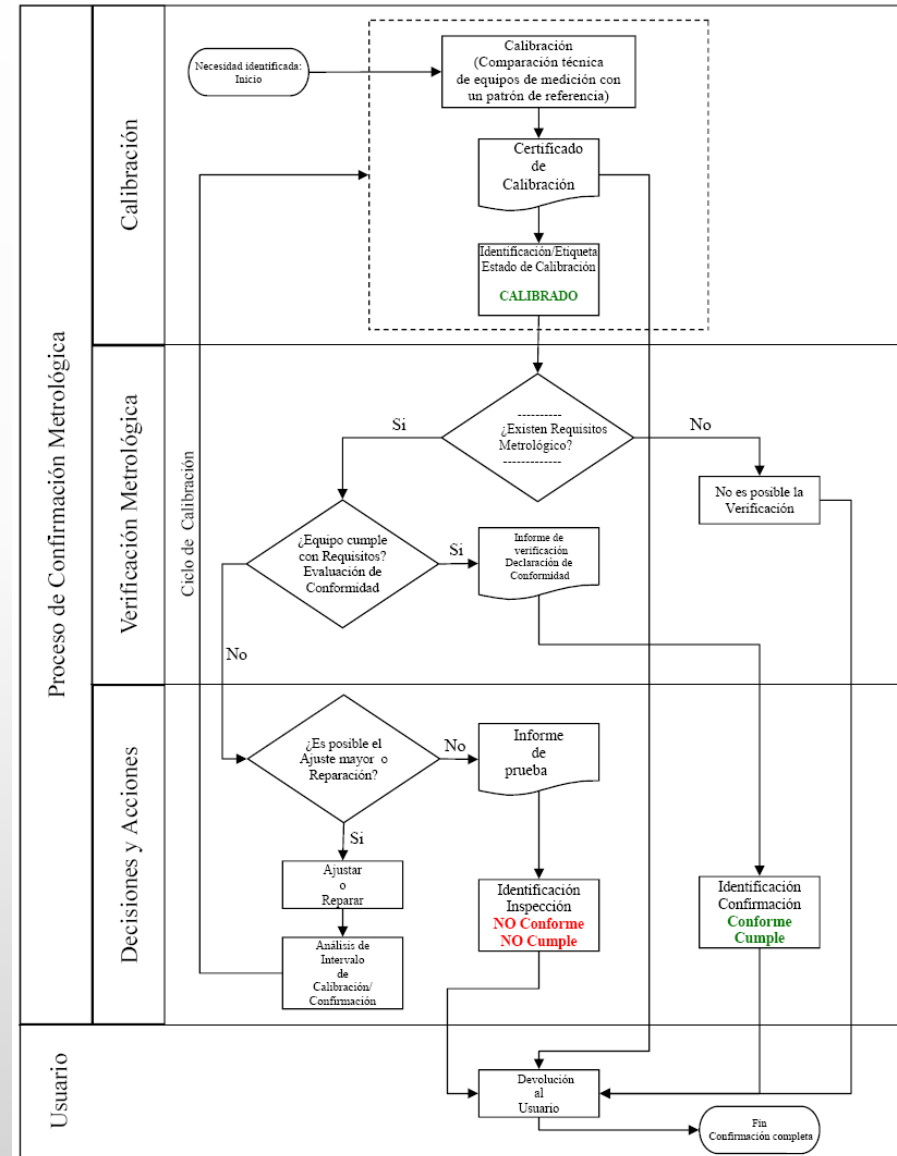 Proceso de Confirmación Metrológica
Calibración
Necesidad identificada:
Inicio
Calibración
(Comparación técnica
de equipos de medición con
un patrón de referencia)
Certificado
de
Calibración
Identificación/Etiqueta
Estado de Calibración
CALIBRADO
Verificación Metrológica
Ciclo de Calibración
----------
¿Existen Requisitos
Metrológico?
-------------
Si
No
No es posible la
Verificación
¿Equipo cumple
con Requisitos?
Evaluación de
Conformidad
Si
Informe de
verificación
Declaración de
Conformidad
No
Decisiones y Acciones
¿Es posible el
Ajuste mayor o
Reparación?
No
Informe
de
prueba
Si
Ajustar
o
Reparar
Identificación
Inspección
NO Conforme
NO Cumple
Identificación
Confirmación
Conforme
Cumple
Análisis de
Intervalo
de
Calibración/
Confirmación
Usuario
Devolución
al
Usuario
Fin
Confirmación completa